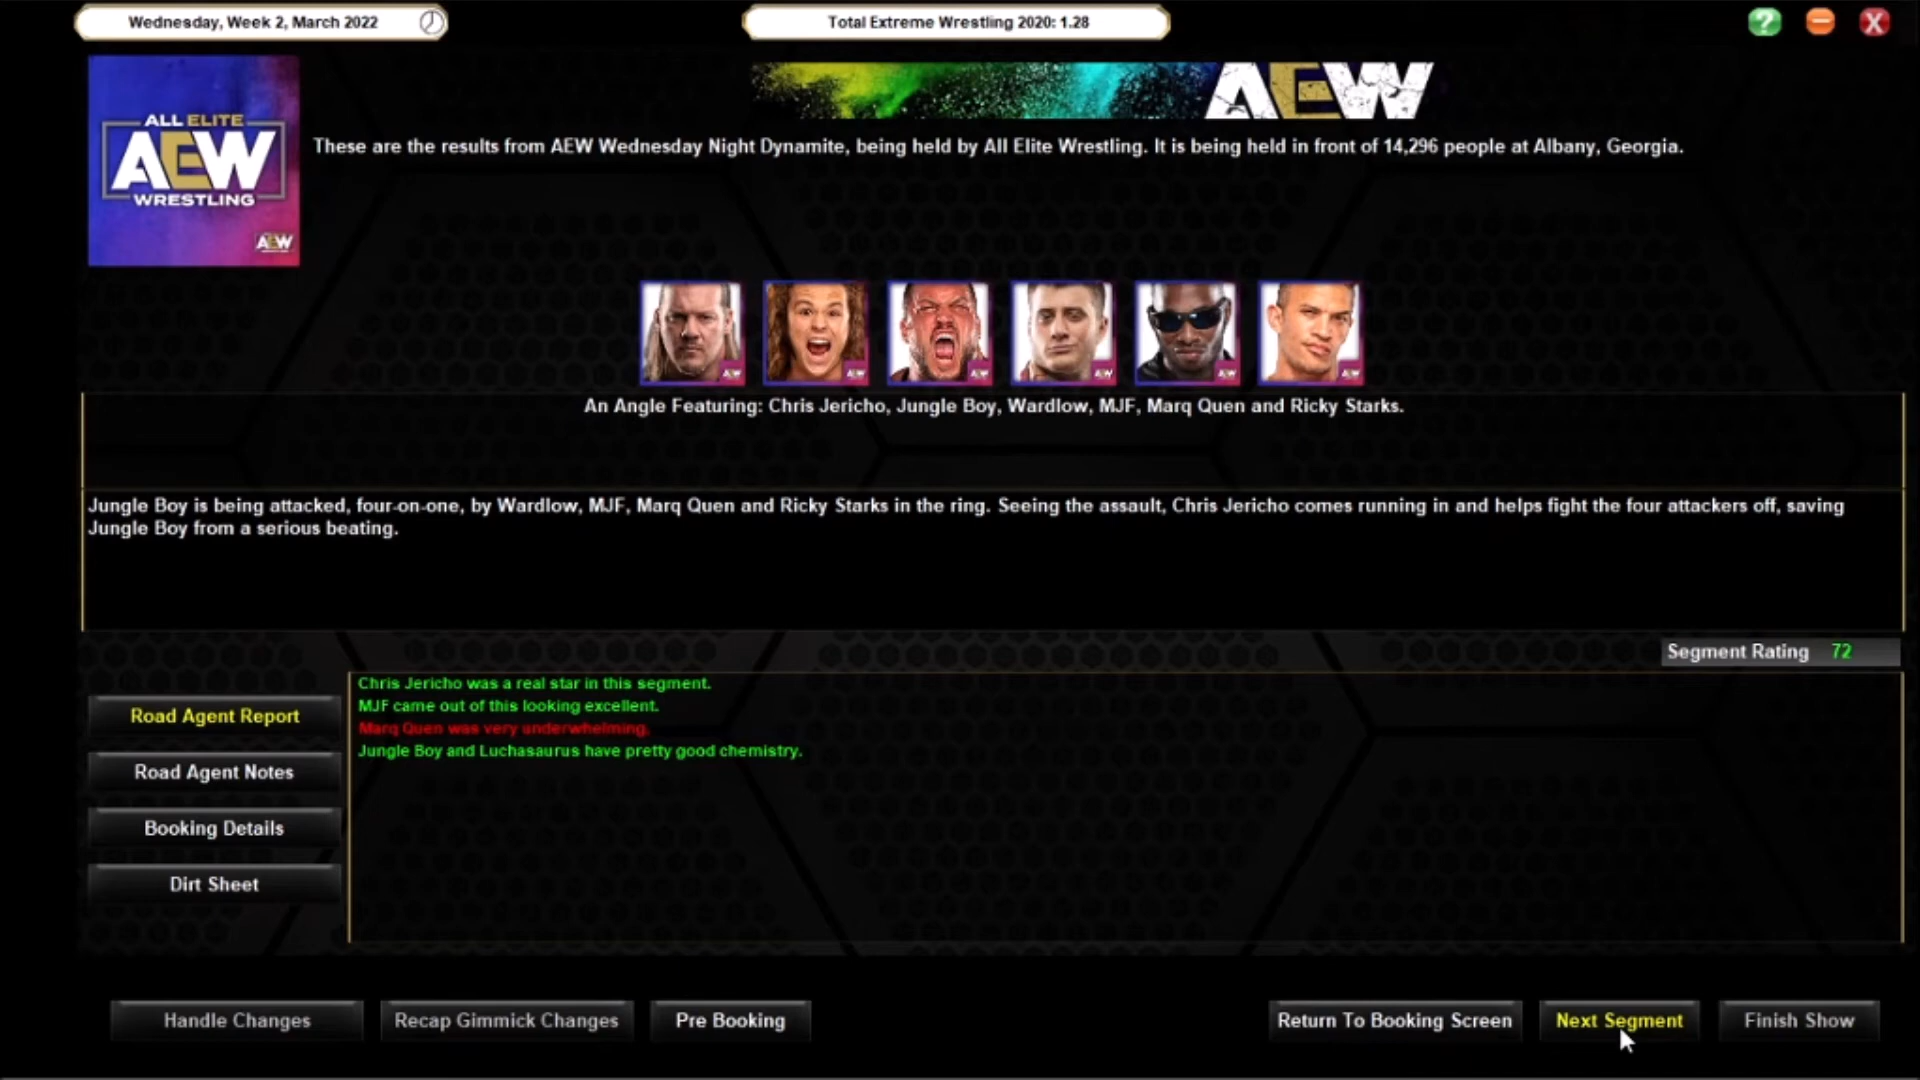 Wednesday, Week 2, March 2022
Total Extreme Wrestling 2020: 1.28
?
X
ALL ELITE
AEW
WRESTLING
AEW
AEW
These are the results from AEW Wednesday Night Dynamite, being held by All Elite Wrestling. It is being held in front of 14,296 people at Albany, Georgia.
AEW
AEW
AEW
AEW
AEW
AEW
An Angle Featuring: Chris Jericho, Jungle Boy, Wardlow, MJF, Marq Quen and Ricky Starks.
Jungle Boy is being attacked, four-on-one, by Wardlow, MJF, Marq Quen and Ricky Starks in the ring. Seeing the assault, Chris Jericho comes running in and helps fight the four attackers off, saving
Jungle Boy from a serious beating.
Segment Rating 72
Road Agent Report
Road Agent Notes
Booking Details
Dirt Sheet
Chris Jericho was a real star in this segment.
MJF came out of this looking excellent.
Marq Quen was very underwhelming.
Jungle Boy and Luchasaurus have pretty good chemistry.
Handle Changes
Recap Gimmick Changes
Pre Booking
Return To Booking Screen
Next Segment
Finish Show